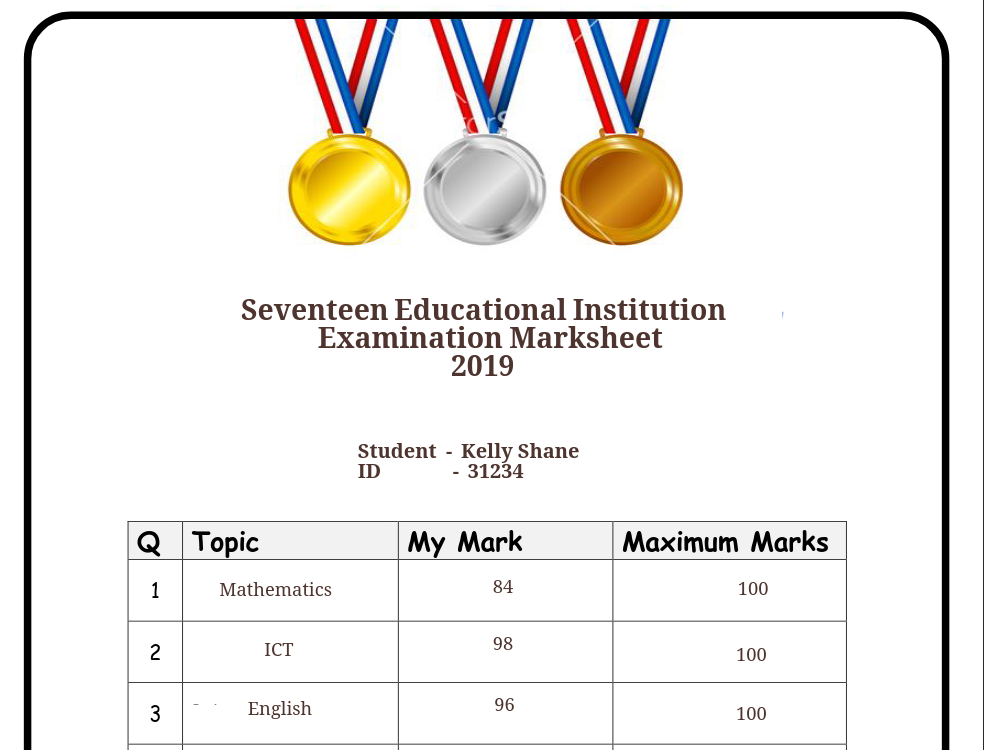 Seventeen Educational Institution
Examination Marksheet
2019
Student - Kelly Shane
ID - 31234
Q Topic My Mark Maximum Marks
1 Mathematics 84 100
2 ICT 98 100
3 English 96 100